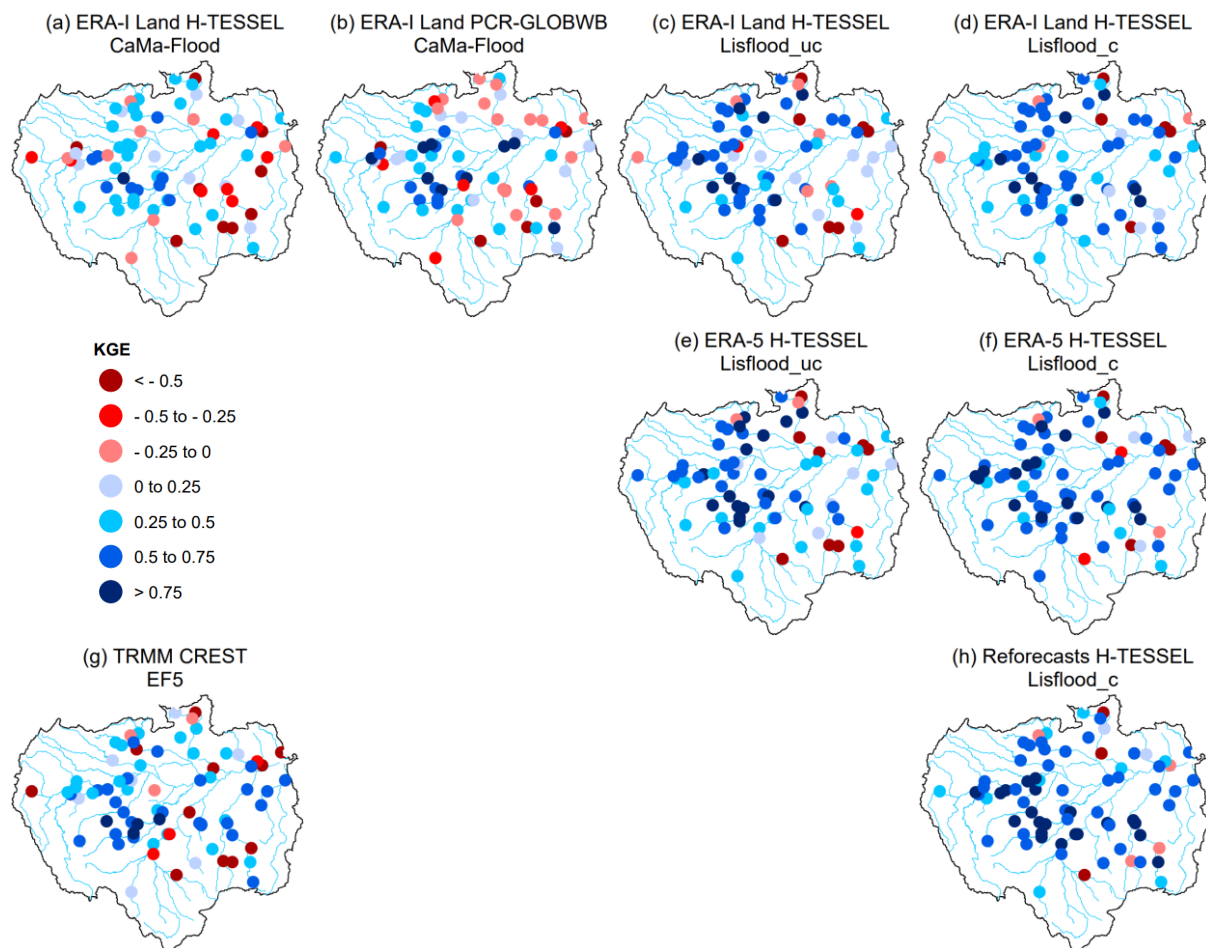 (a) ERA-I Land H-TESSEL
CaMa-Flood
(b) ERA-I Land PCR-GLOBWB
CaMa-Flood
(c) ERA-I Land H-TESSEL
Lisflood_uc
(d) ERA-I Land H-TESSEL
Lisflood_c
KGE
< - 0.5
- 0.5 to - 0.25
- 0.25 to 0
0 to 0.25
0.25 to 0.5
0.5 to 0.75
> 0.75
(e) ERA-5 H-TESSEL
Lisflood_uc
(f) ERA-5 H-TESSEL
Lisflood_c
(g) TRMM CREST
EF5
(h) Reforecasts H-TESSEL
Lisflood_c